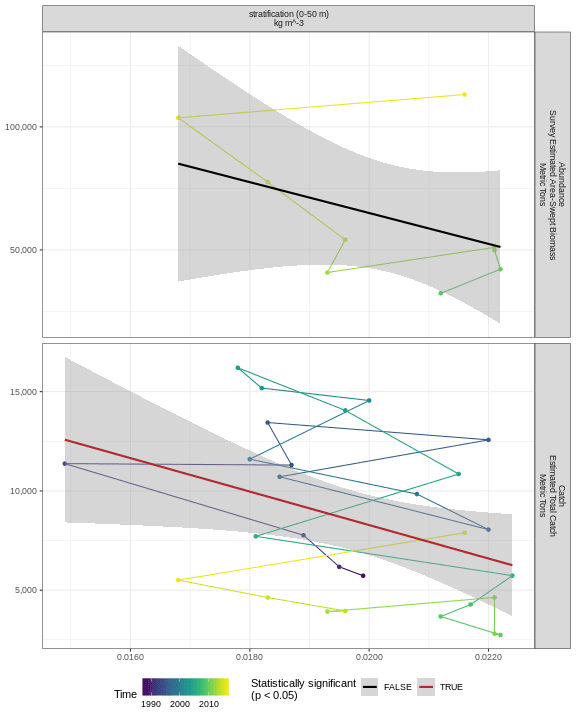 stratification (0-50 m)
kg m^-3
100,000
50,000
Abundance
Survey Estimated Area-Swept Biomass
Metric Tons
15,000
10,000
5,000
Catch
Estimated Total Catch
Metric Tons
0.0160 0.0180 0.0200 0.0220
Time
1990 2000 2010
Statistically significant
(p < 0.05)
FALSE TRUE